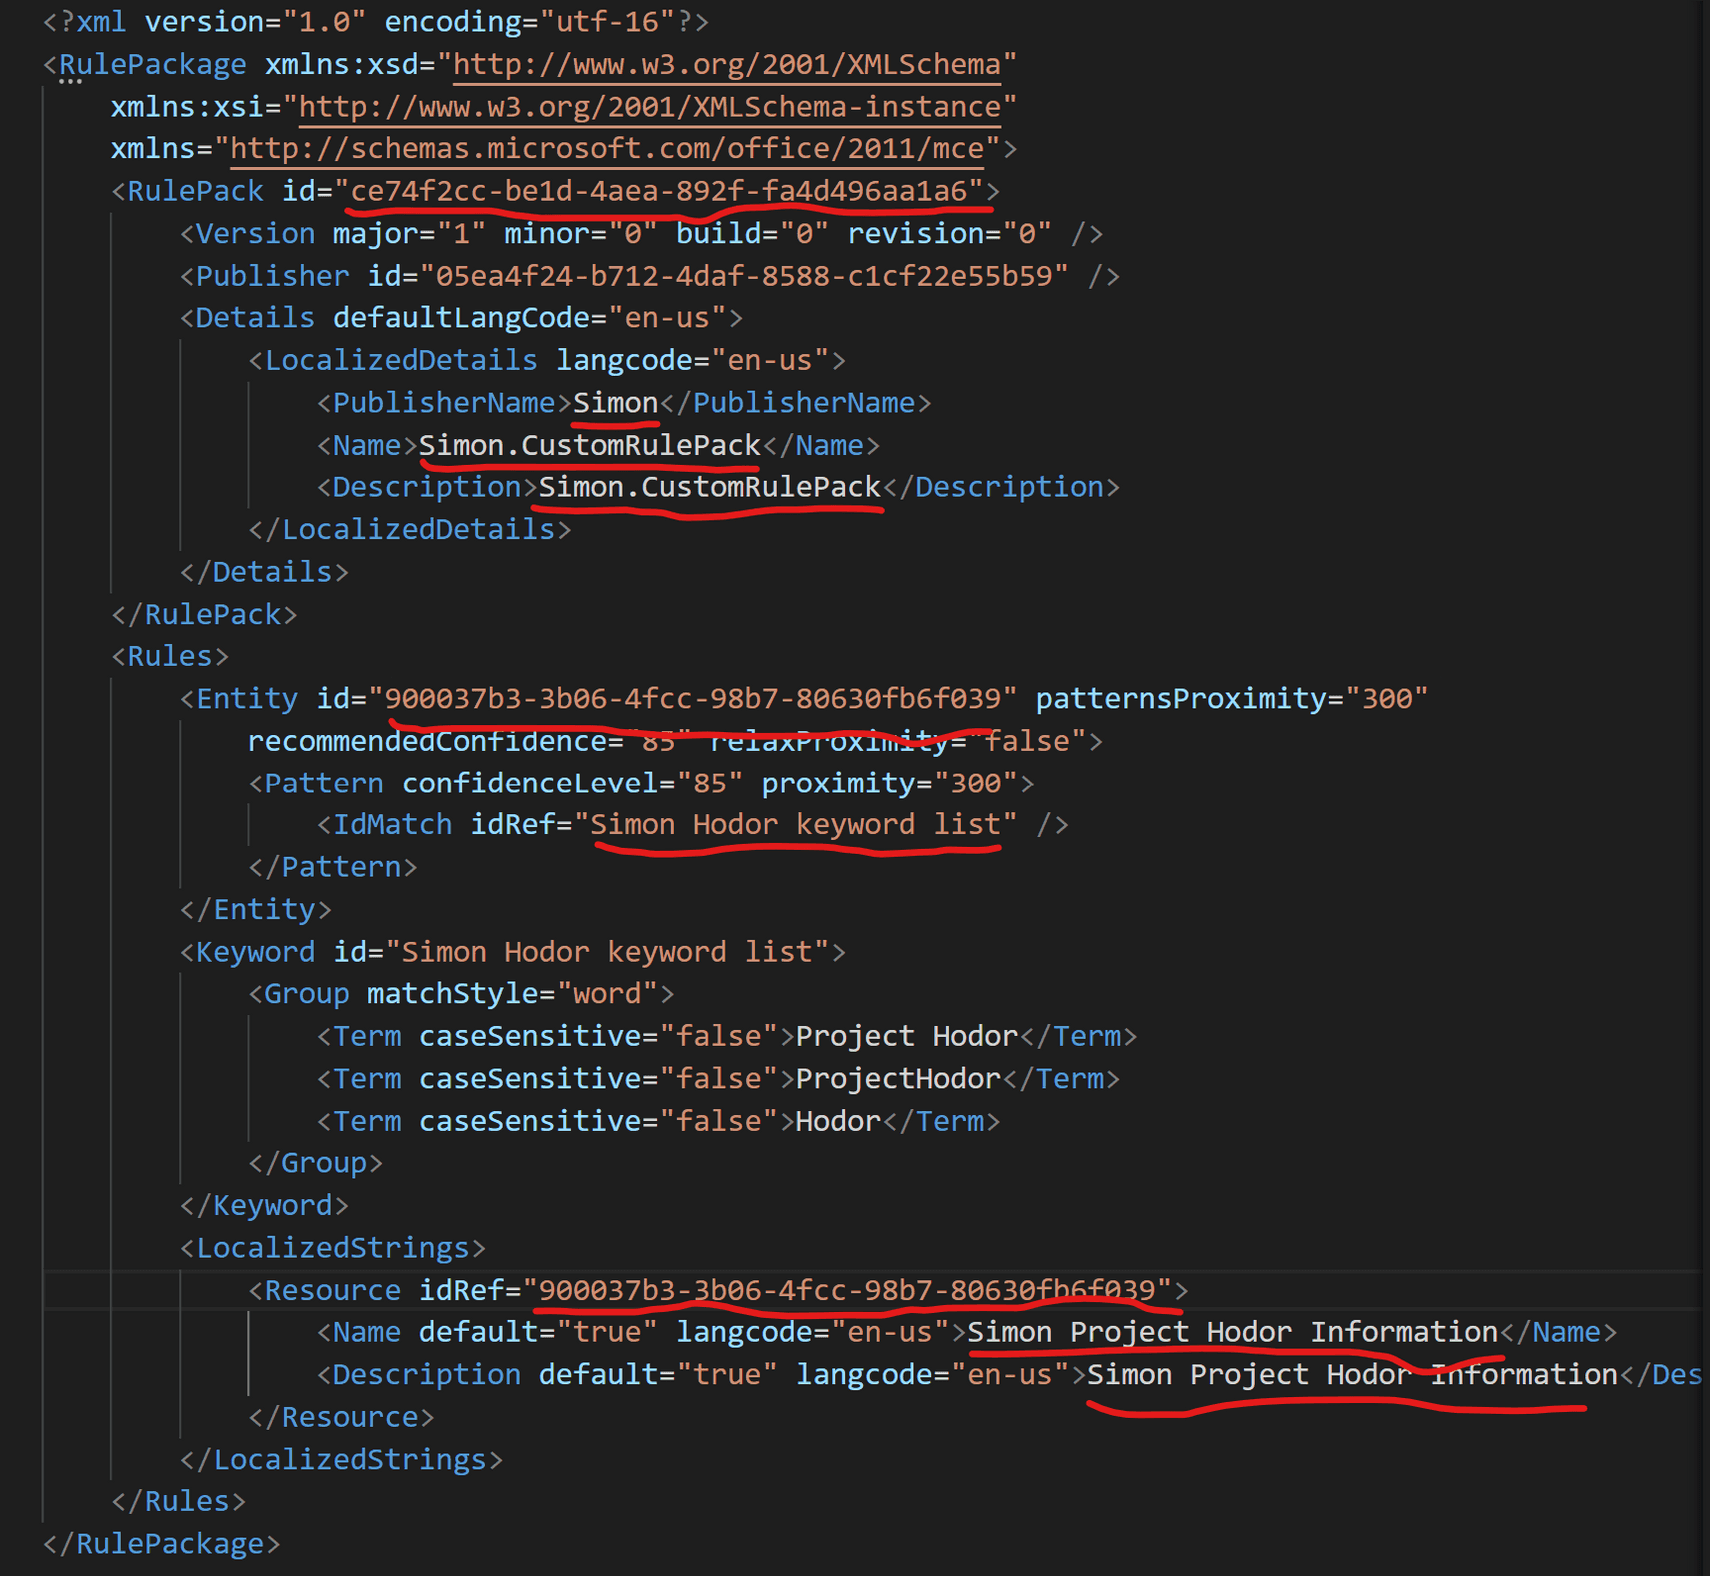 <?xml version="1.0" encoding="utf-16"?>
<RulePackage xmlns:xsd="http://www.w3.org/2001/XMLSchema"
xmlns:xsi="http://www.w3.org/2001/XMLSchema-instance"
xmlns="http://schemas.microsoft.com/office/2011/mce">
<RulePack id="ce74f2cc-be1d-4aea-892f-fa4d496aa1a6">
<Version major="1" minor="0" build="0" revision="0" />
<Publisher id="05ea4f24-b712-4daf-8588-c1cf22e55b59" />
<Details defaultLangCode="en-us">
<LocalizedDetails langcode="en-us">
<PublisherName>Simon</PublisherName>
<Name>Simon.CustomRulePack</Name>
<Description>Simon.CustomRulePack</Description>
</LocalizedDetails>
</Details>
</RulePack>
<Rules>
<Entity id="900037b3-3b06-4fcc-98b7-80630fb6f039" patternsProximity="300"
recommendedConfidence="85" relaxProximity="false">
<Pattern confidenceLevel="85" proximity="300">
<IdMatch idRef="Simon Hodor keyword list" />
</Pattern>
</Entity>
<Keyword id="Simon Hodor keyword list">
<Group matchStyle="word">
<Term caseSensitive="false">Project Hodor</Term>
<Term caseSensitive="false">ProjectHodor</Term>
<Term caseSensitive="false">Hodor</Term>
</Group>
</Keyword>
<LocalizedStrings>
<Resource idRef="900037b3-3b06-4fcc-98b7-80630fb6f039">
<Name default="true" langcode="en-us">Simon Project Hodor Information</Name>
<Description default="true" langcode="en-us">Simon Project Hodor Information</Des
</Resource>
</LocalizedStrings>
</Rules>
</RulePackage>